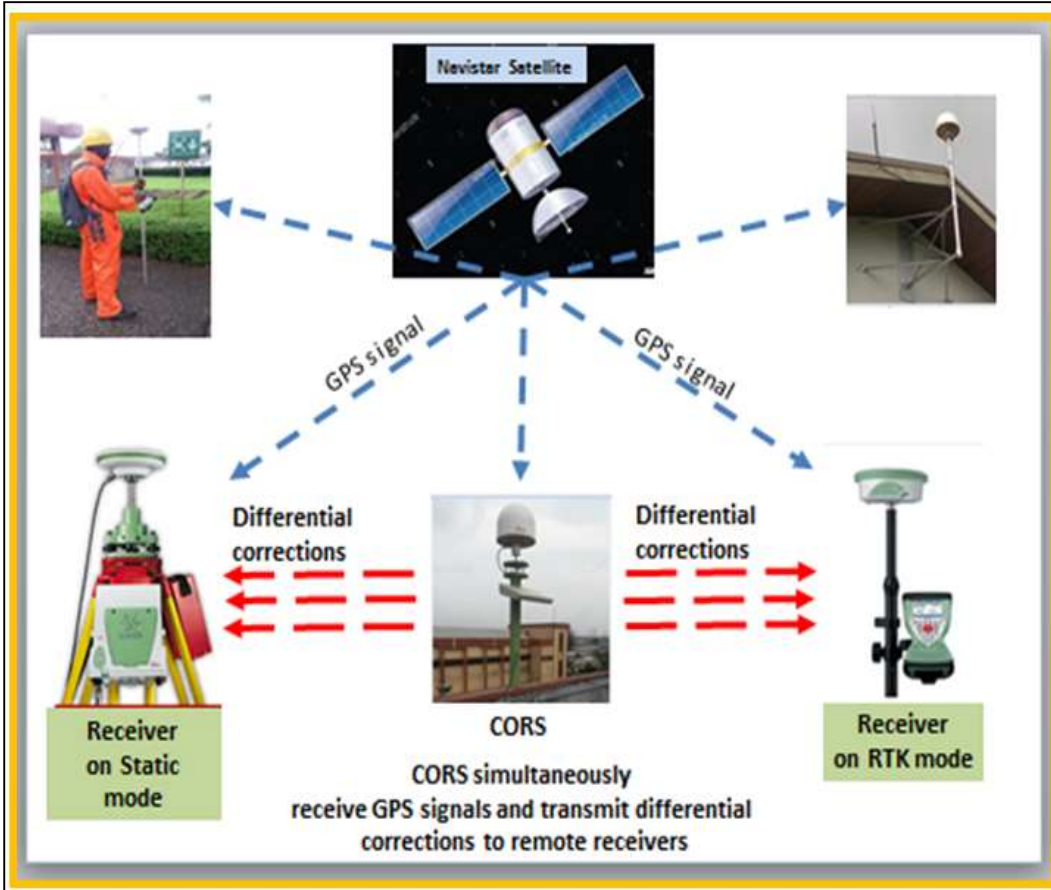 Navistar Satellite
GPS signal
GPS signal
Differential
corrections
Differential
corrections
Receiver
on Static
mode
CORS
Receiver
on RTK mode
CORS simultaneously
receive GPS signals and transmit differential
corrections to remote receivers